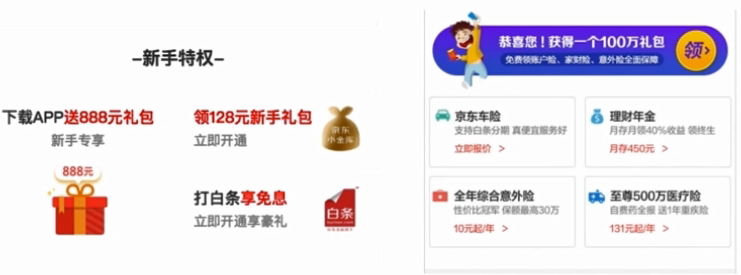 –新手特权–
下载APP送888元礼包
新手专享
888元
领128元新手礼包
立即开通
京东
小金库
打白条享免息
立即开通享豪礼
白条
恭喜您！获得一个100万礼包
免费领账户险、家财险、意外险全面保障
领>
京东车险
支持白条分期 真便宜服务好
立即报价 >
理财年金
月存月领40%收益 领终生
月存450元 >
全年综合意外险
性价比冠军 保额最高30万
10元起/年 >
至尊500万医疗险
自费药全报 送1年重疾险
131元起/年 >